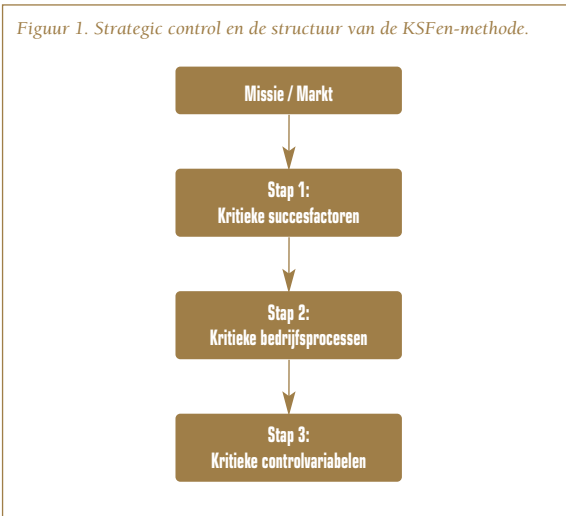 Figuur 1. Strategic control en de structuur van de KSFen-methode.
Missie / Markt
Stap 1:
Kritieke succesfactoren
Stap 2:
Kritieke bedrijfsprocessen
Stap 3:
Kritieke controlvariabelen